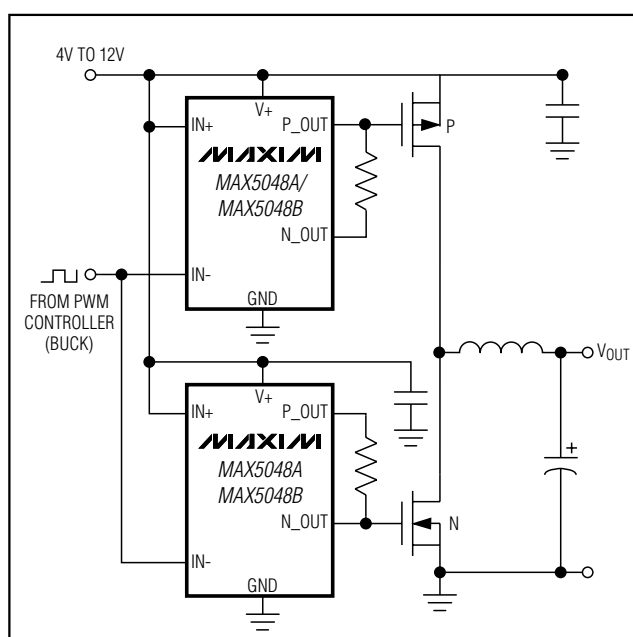 4V TO 12V
V+
IN+
P_OUT
P
MAXIM
MAX5048A/
MAX5048B
N_OUT
IN-
FROM PWM
CONTROLLER
(BUCK)
GND
VOUT
V+
IN+
P_OUT
MAXIM
MAX5048A
MAX5048B
+
N_OUT
N
IN-
GND